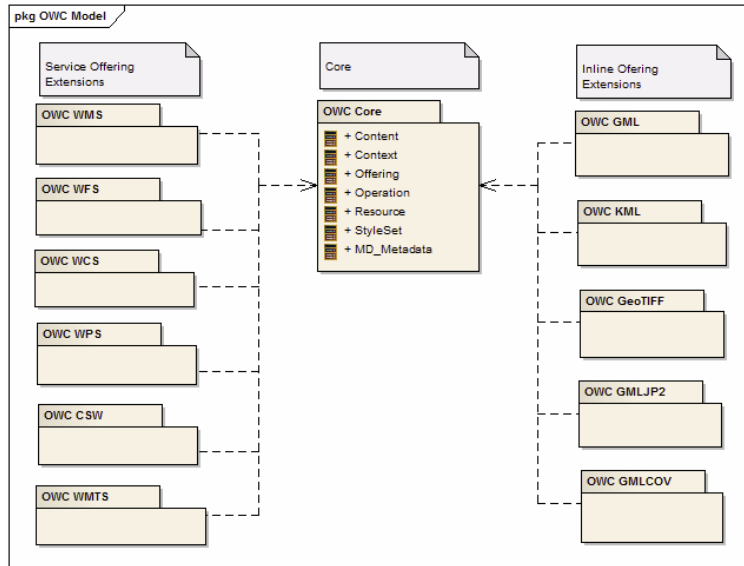 pkg OWC Model
Service Offering
Extensions
OWC WMS
OWC WFS
OWC WCS
OWC WPS
OWC CSW
OWC WMTS
Core
OWC Core
+ Content
+ Context
+ Offering
+ Operation
+ Resource
+ StyleSet
+ MD_Metadata
Inline Ofering
Extensions
OWC GML
OWC KML
OWC GeoTIFF
OWC GMLJP2
OWC GMLCOV